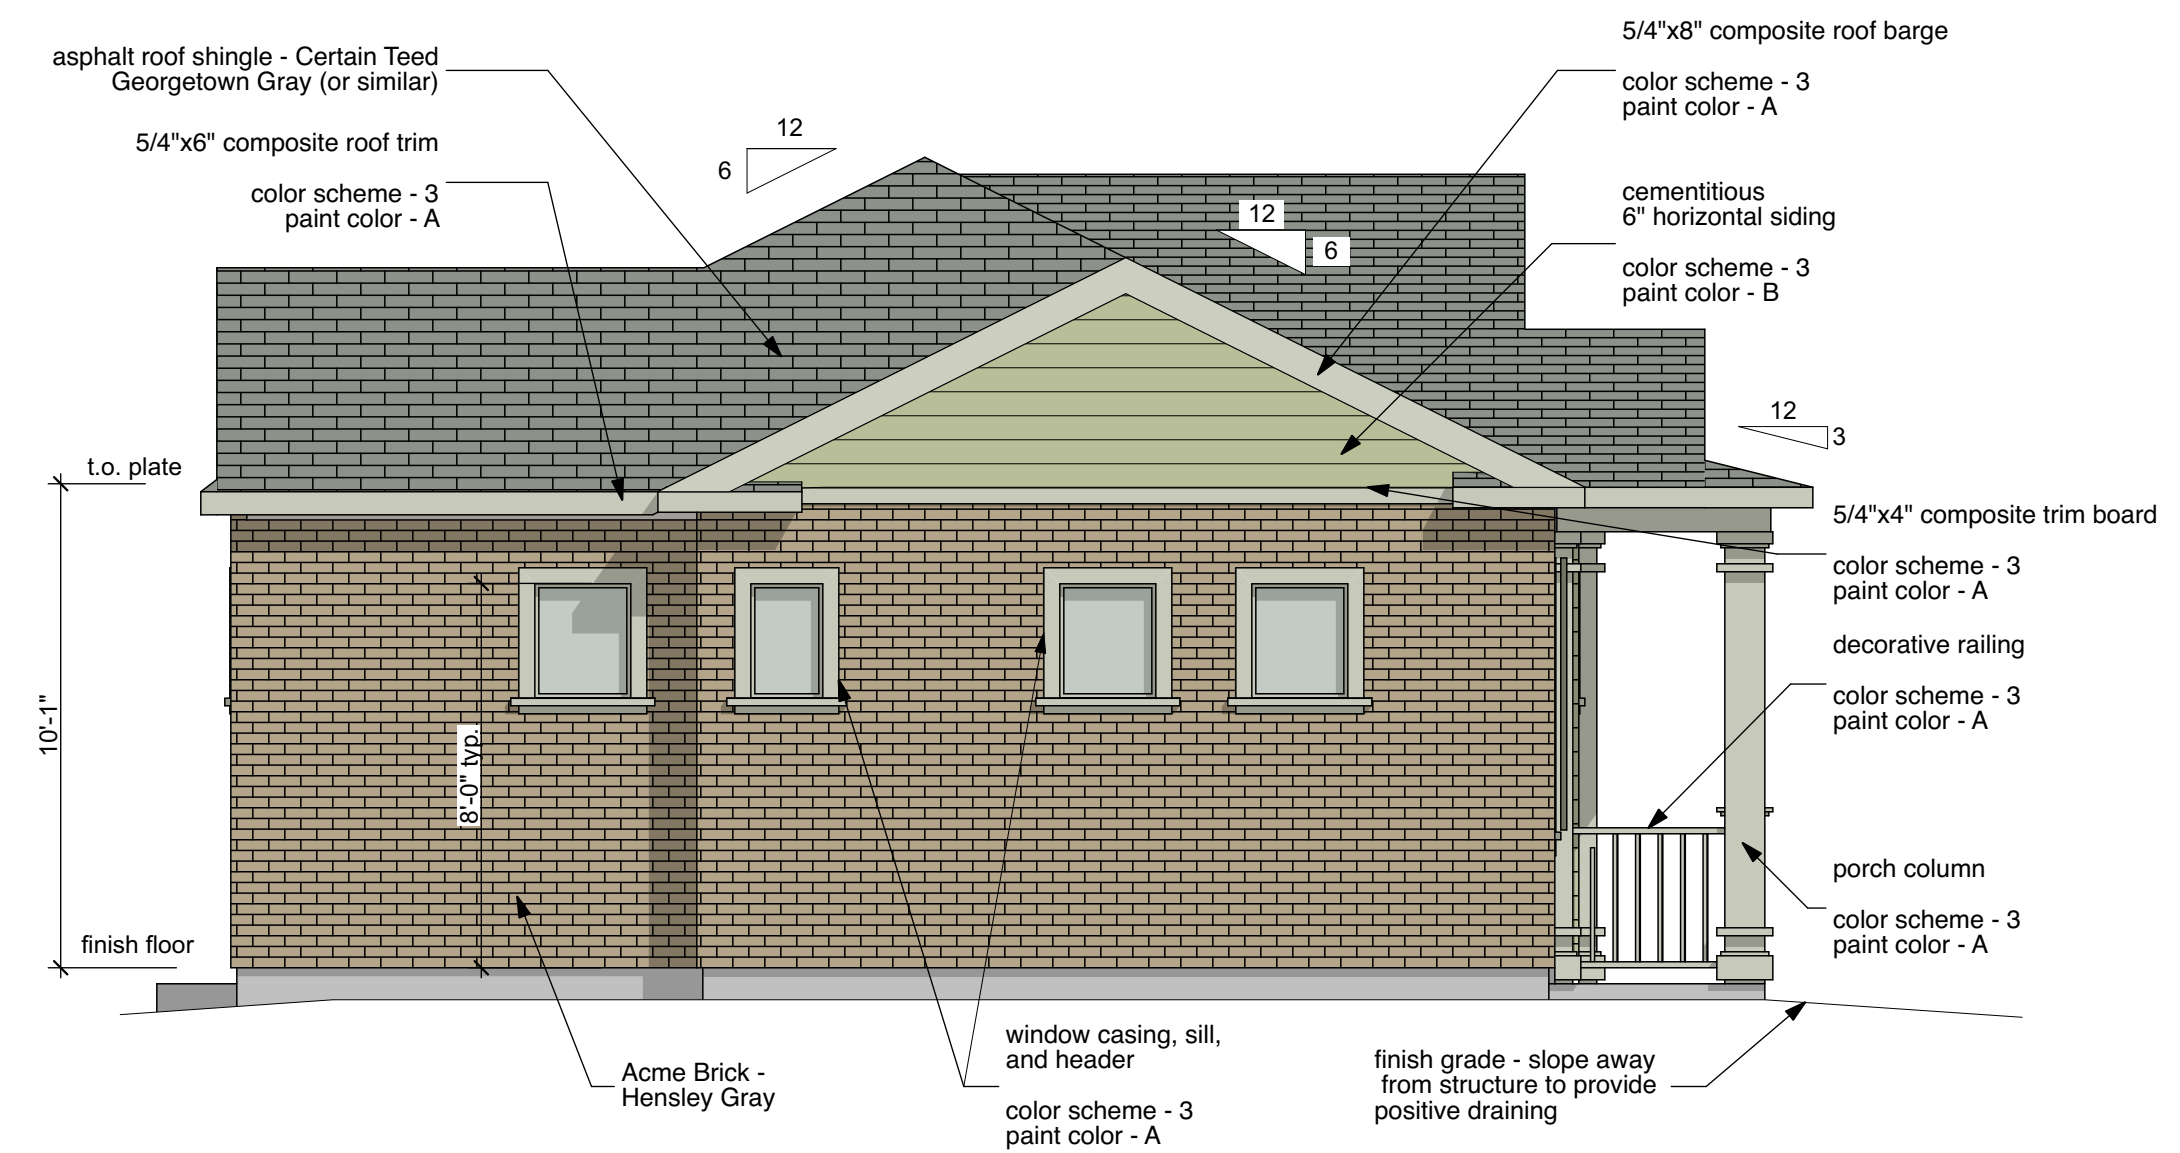 asphalt roof shingle - Certain Teed
Georgetown Gray (or similar)
5/4"x6" composite roof trim
color scheme - 3
paint color - A
12
6
12
6
5/4"x8" composite roof barge
color scheme - 3
paint color - A
cementitious
6" horizontal siding
color scheme - 3
paint color - B
12
3
t.o. plate
10'-1"
finish floor
8'-0" typ.
5/4"x4" composite trim board
color scheme - 3
paint color - A
decorative railing
color scheme - 3
paint color - A
porch column
color scheme - 3
paint color - A
Acme Brick -
Hensley Gray
window casing, sill,
and header
color scheme - 3
paint color - A
finish grade - slope away
from structure to provide
positive draining